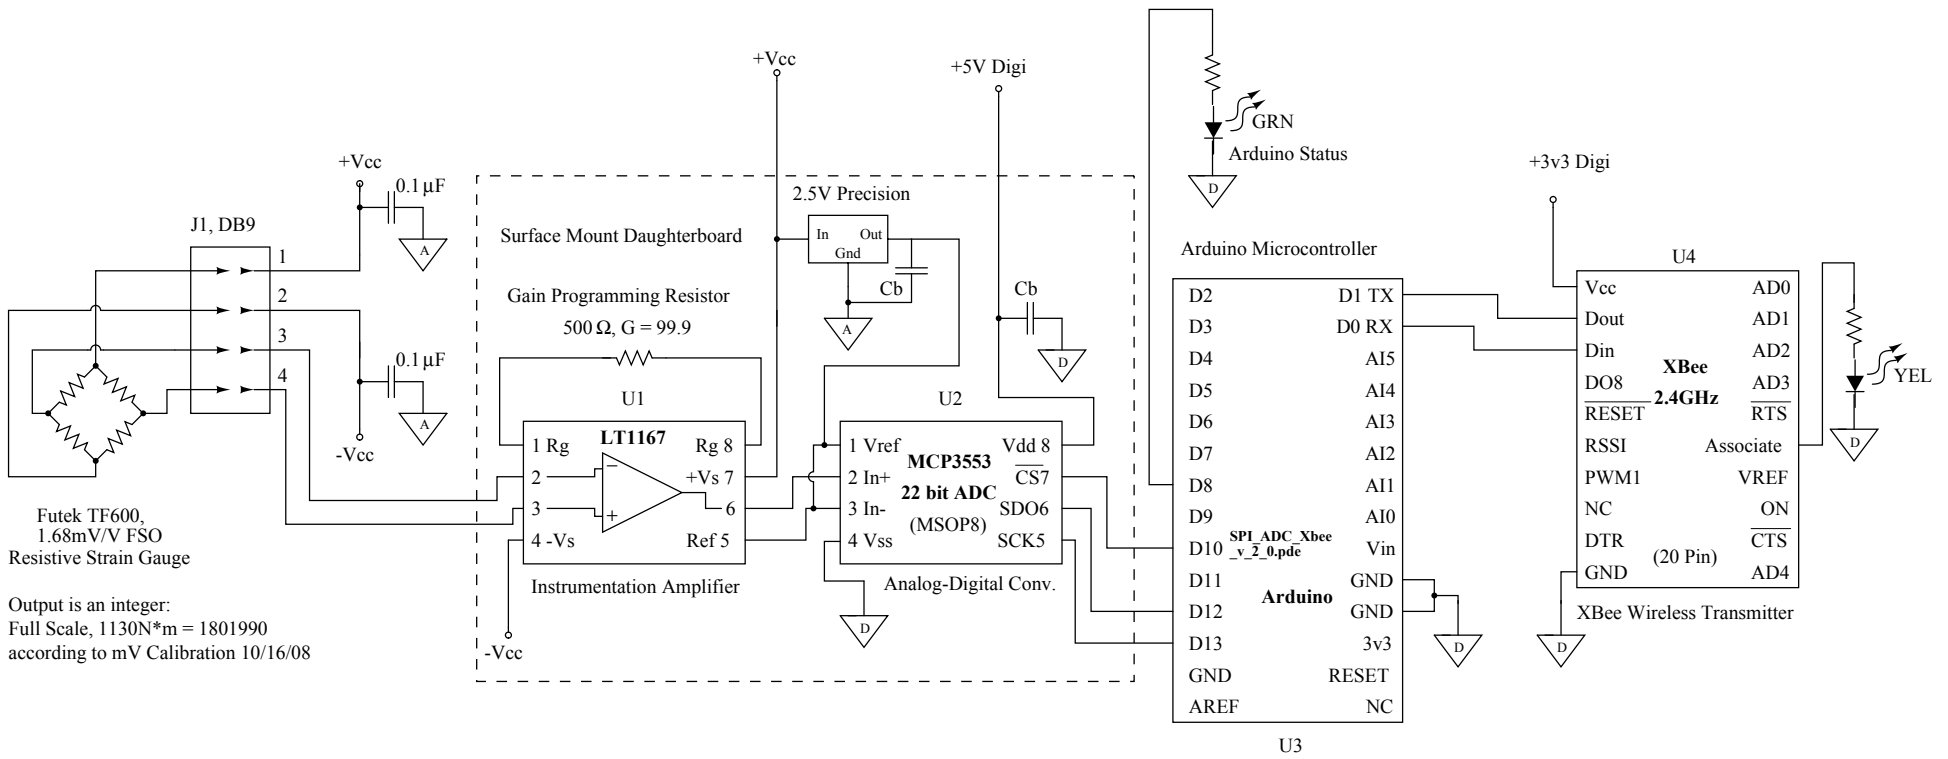 +Vcc
0.1 µF
A
J1, DB9
1
2
3
4
0.1 µF
A
-Vcc
Futek TF600,
1.68mV/V FSO
Resistive Strain Gauge
Output is an integer:
Full Scale, 1130N*m = 1801990
according to mV Calibration 10/16/08
+Vcc
+5V Digi
2.5V Precision
In
Out
Gnd
Cb
A
Cb
D
Surface Mount Daughterboard
Gain Programming Resistor
500 Ω, G = 99.9
U1
LT1167
1 Rg
Rg 8
2
−
+Vs 7
3
+
6
4 -Vs
Ref 5
Instrumentation Amplifier
-Vcc
U2
1 Vref
Vdd 8
MCP3553
2 In+
CS7
22 bit ADC
3 In-
SDO6
(MSOP8)
4 Vss
SCK5
Analog-Digital Conv.
D
GRN
Arduino Status
D
Arduino Microcontroller
D2
D1 TX
D3
D0 RX
D4
AI5
D5
AI4
D6
AI3
D7
AI2
D8
AI1
D9
AI0
D10
SPI_ADC_Xbee
_v_2_0.pde
Vin
D11
GND
Arduino
D12
GND
D13
3v3
GND
RESET
AREF
NC
U3
D
+3v3 Digi
U4
Vcc
AD0
Dout
AD1
Din
AD2
XBee
DO8
AD3
2.4GHz
RESET
RTS
RSSI
Associate
PWM1
VREF
NC
ON
DTR
CTS
(20 Pin)
GND
AD4
XBee Wireless Transmitter
D
YEL
D